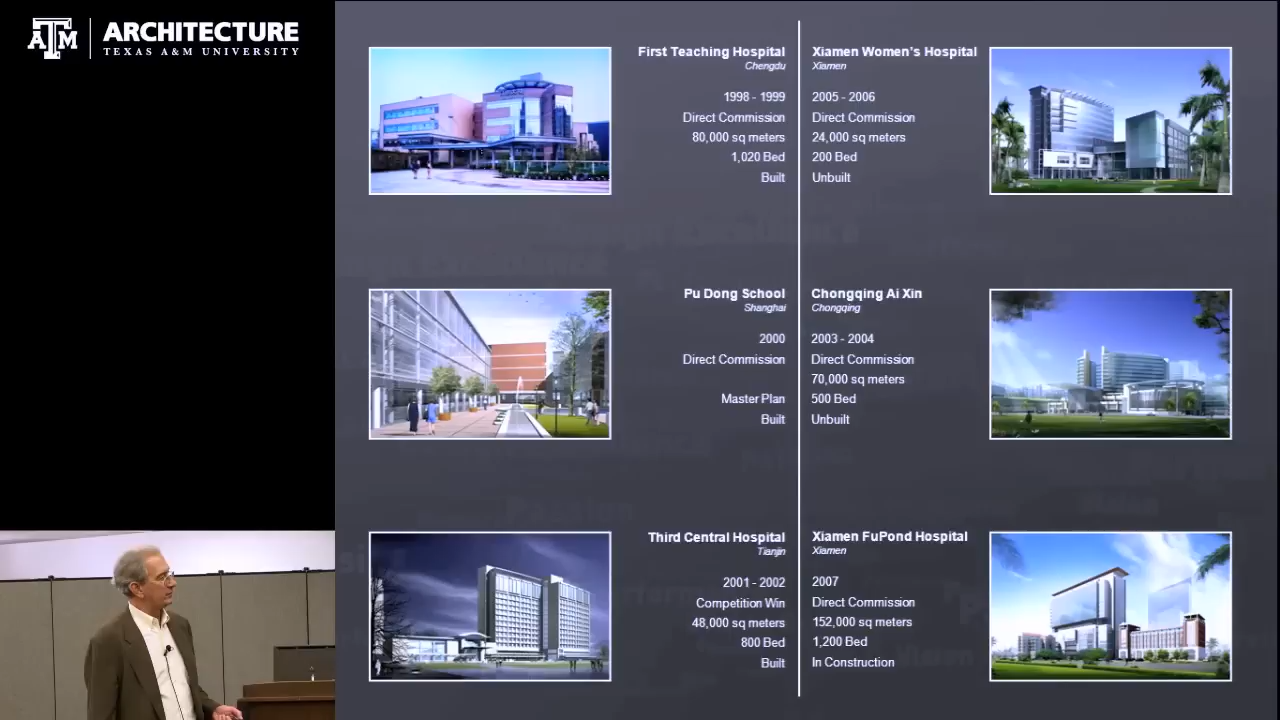 ATM
ARCHITECTURE
TEXAS A&M UNIVERSITY
First Teaching Hospital
Chengdu
1998 - 1999
Direct Commission
80,000 sq meters
1,020 Bed
Built
Xiamen Women's Hospital
Xiamen
2005 - 2006
Direct Commission
24,000 sq meters
200 Bed
Unbuilt
Pu Dong School
Shanghai
2000
Direct Commission
Master Plan
Built
Chongqing Ai Xin
Chongqing
2003 - 2004
Direct Commission
70,000 sq meters
500 Bed
Unbuilt
Third Central Hospital
Tianjin
2001 - 2002
Competition Win
48,000 sq meters
800 Bed
Built
Xiamen FuPond Hospital
Xiamen
2007
Direct Commission
152,000 sq meters
1,200 Bed
In Construction